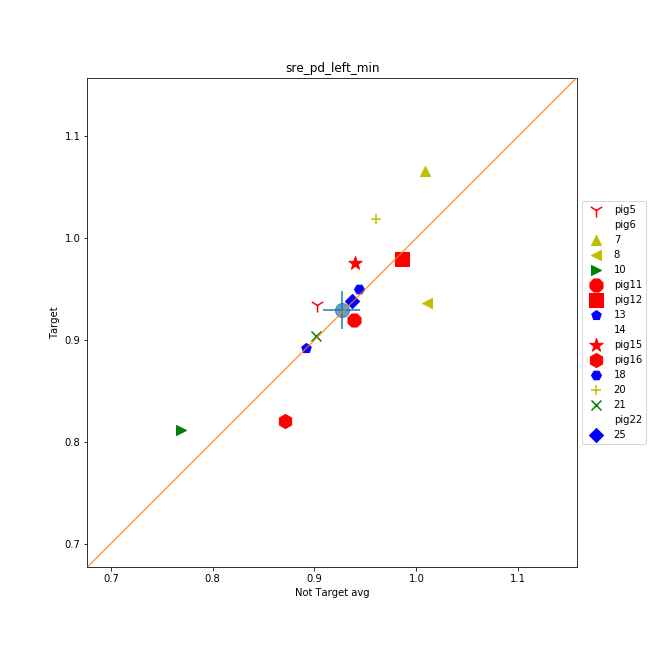 sre_pd_left_min
1.1
1.0
0.9
0.8
0.7
Target
0.7 0.8 0.9 1.0 1.1
Not Target avg
pig5
pig6
7
8
10
pig11
pig12
13
14
pig15
pig16
18
20
21
pig22
25